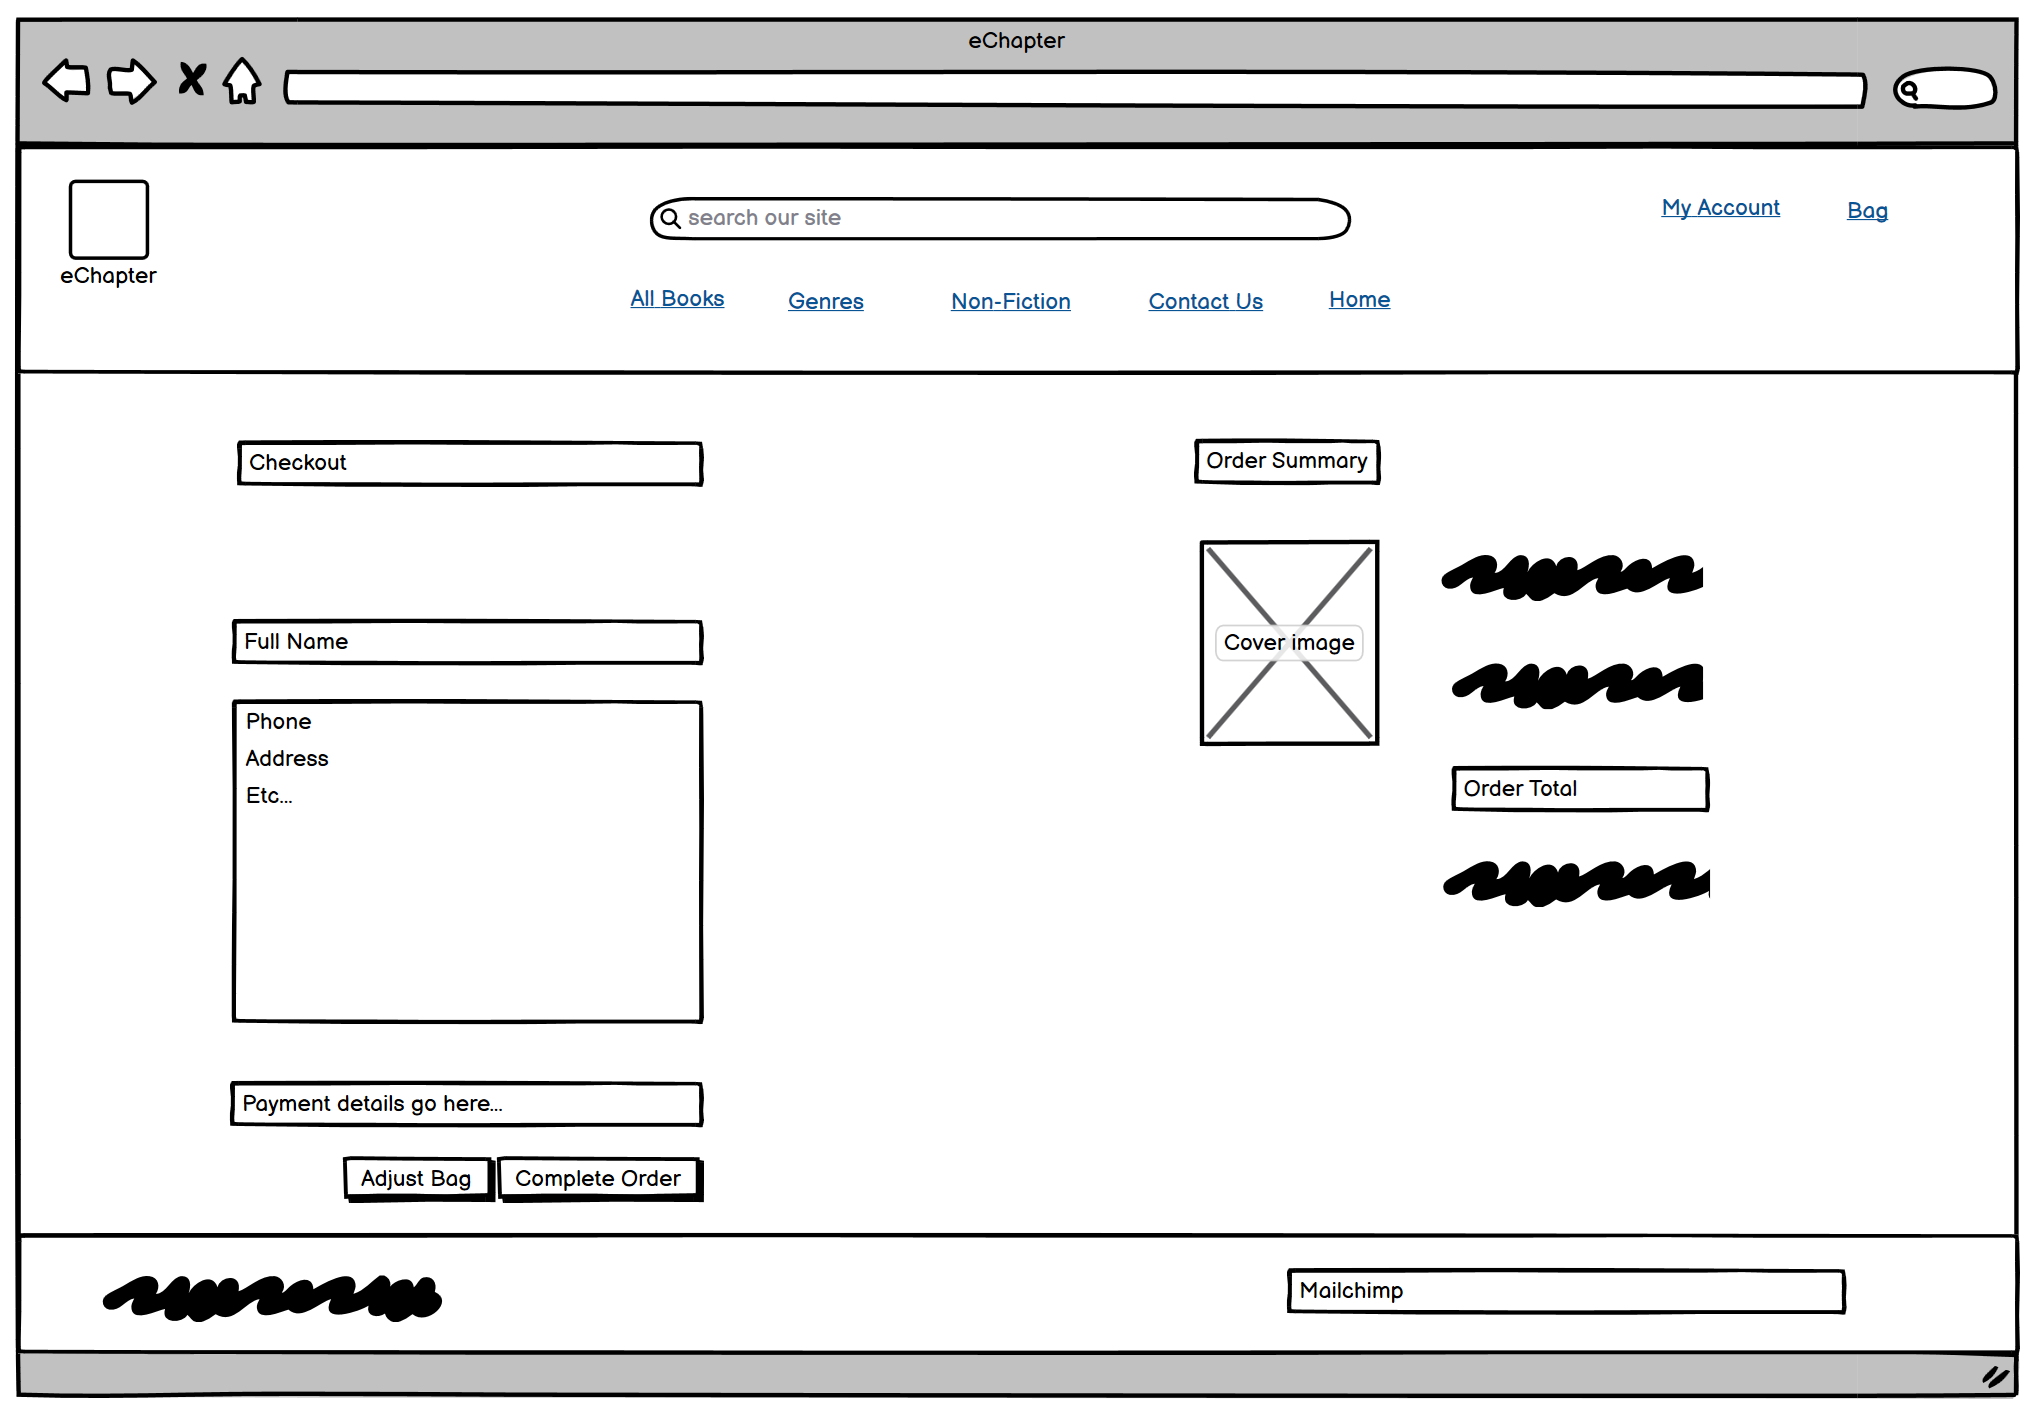 eChapter
search our site
My Account
Bag
eChapter
All Books
Genres
Non-Fiction
Contact Us
Home
Checkout
Order Summary
Full Name
Cover image
Phone
Address
Etc...
Order Total
Payment details go here...
Adjust Bag
Complete Order
Mailchimp